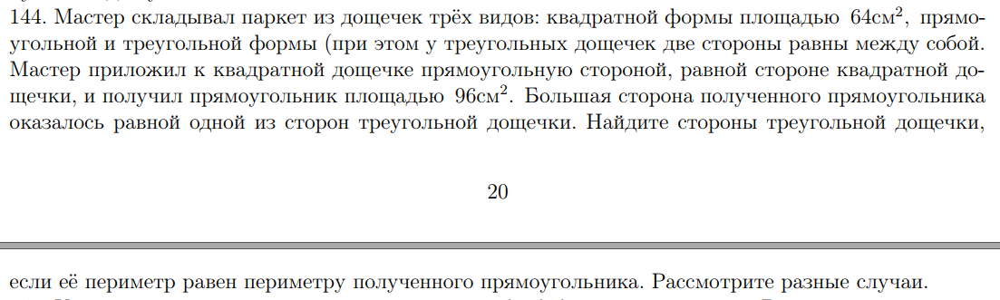 144. Мастер складывал паркет из дощечек трёх видов: квадратной формы площадью 64см², прямо-
угольной и треугольной формы (при этом у треугольных дощечек две стороны равны между собой.
Мастер приложил к квадратной дощечке прямоугольную стороной, равной стороне квадратной до-
щечки, и получил прямоугольник площадью 96см². Большая сторона полученного прямоугольника
оказалось равной одной из сторон треугольной дощечки. Найдите стороны треугольной дощечки,
20
если её периметр равен периметру полученного прямоугольника. Рассмотрите разные случаи.